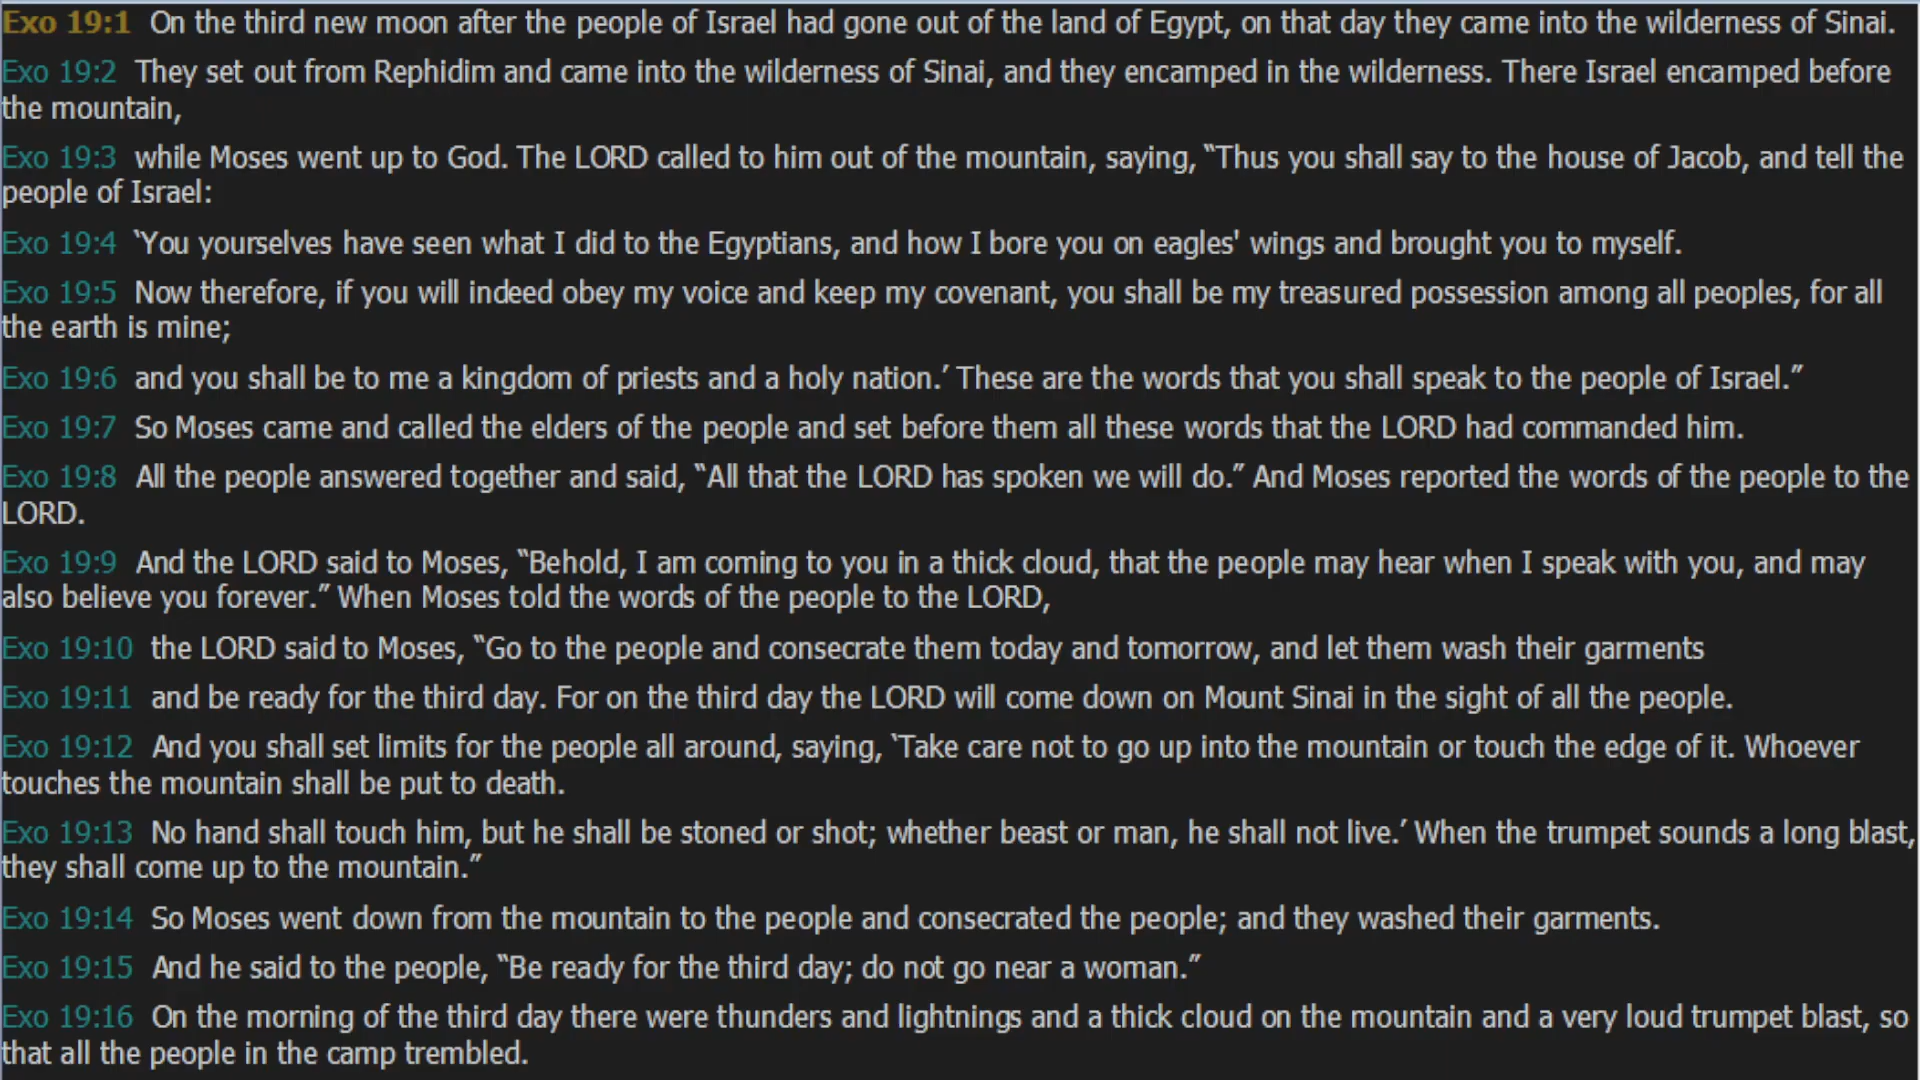 Exo 19:1 On the third new moon after the people of Israel had gone out of the land of Egypt, on that day they came into the wilderness of Sinai.
Exo 19:2 They set out from Rephidim and came into the wilderness of Sinai, and they encamped in the wilderness. There Israel encamped before
the mountain,
Exo 19:3 while Moses went up to God. The LORD called to him out of the mountain, saying, “Thus you shall say to the house of Jacob, and tell the
people of Israel:
Exo 19:4 ‘You yourselves have seen what I did to the Egyptians, and how I bore you on eagles' wings and brought you to myself.
Exo 19:5 Now therefore, if you will indeed obey my voice and keep my covenant, you shall be my treasured possession among all peoples, for all
the earth is mine;
Exo 19:6 and you shall be to me a kingdom of priests and a holy nation.’ These are the words that you shall speak to the people of Israel.”
Exo 19:7 So Moses came and called the elders of the people and set before them all these words that the LORD had commanded him.
Exo 19:8 All the people answered together and said, “All that the LORD has spoken we will do.” And Moses reported the words of the people to the
LORD.
Exo 19:9 And the LORD said to Moses, “Behold, I am coming to you in a thick cloud, that the people may hear when I speak with you, and may
also believe you forever.” When Moses told the words of the people to the LORD,
Exo 19:10 the LORD said to Moses, “Go to the people and consecrate them today and tomorrow, and let them wash their garments
Exo 19:11 and be ready for the third day. For on the third day the LORD will come down on Mount Sinai in the sight of all the people.
Exo 19:12 And you shall set limits for the people all around, saying, ‘Take care not to go up into the mountain or touch the edge of it. Whoever
touches the mountain shall be put to death.
Exo 19:13 No hand shall touch him, but he shall be stoned or shot; whether beast or man, he shall not live.’ When the trumpet sounds a long blast,
they shall come up to the mountain.”
Exo 19:14 So Moses went down from the mountain to the people and consecrated the people; and they washed their garments.
Exo 19:15 And he said to the people, “Be ready for the third day; do not go near a woman.”
Exo 19:16 On the morning of the third day there were thunders and lightnings and a thick cloud on the mountain and a very loud trumpet blast, so
that all the people in the camp trembled.